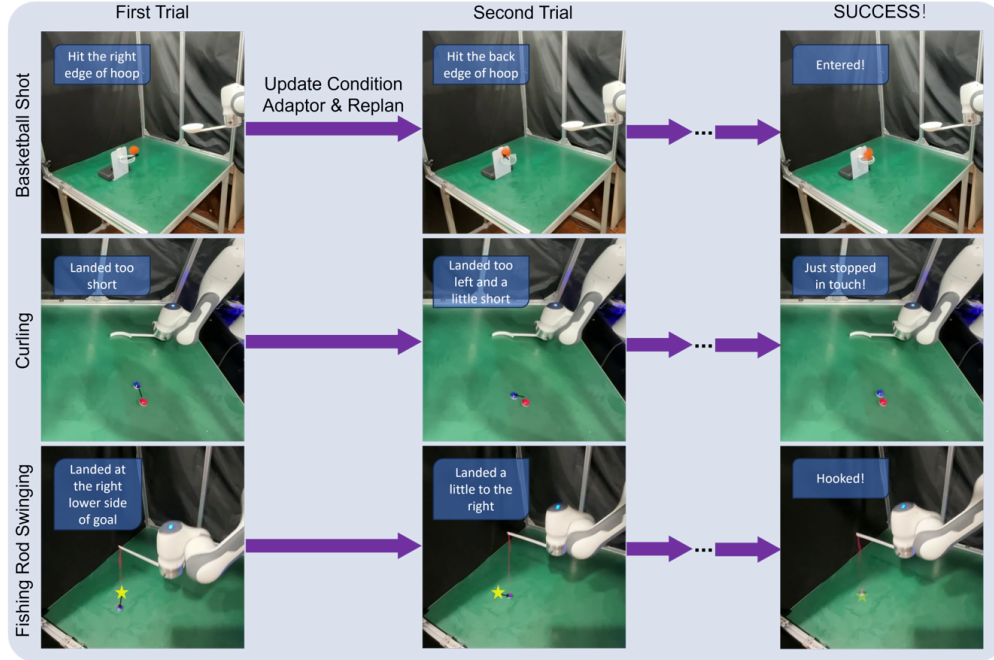 First Trial
Second Trial
SUCCESS!
Basketball Shot
Hit the right
edge of hoop
Update Condition
Adaptor & Replan
Hit the back
edge of hoop
...
Entered!
Curling
Landed too
short
Landed too
left and a
little short
...
Just stopped
in touch!
Fishing Rod Swinging
Landed at
the right
lower side
of goal
Landed a
little to the
right
...
Hooked!